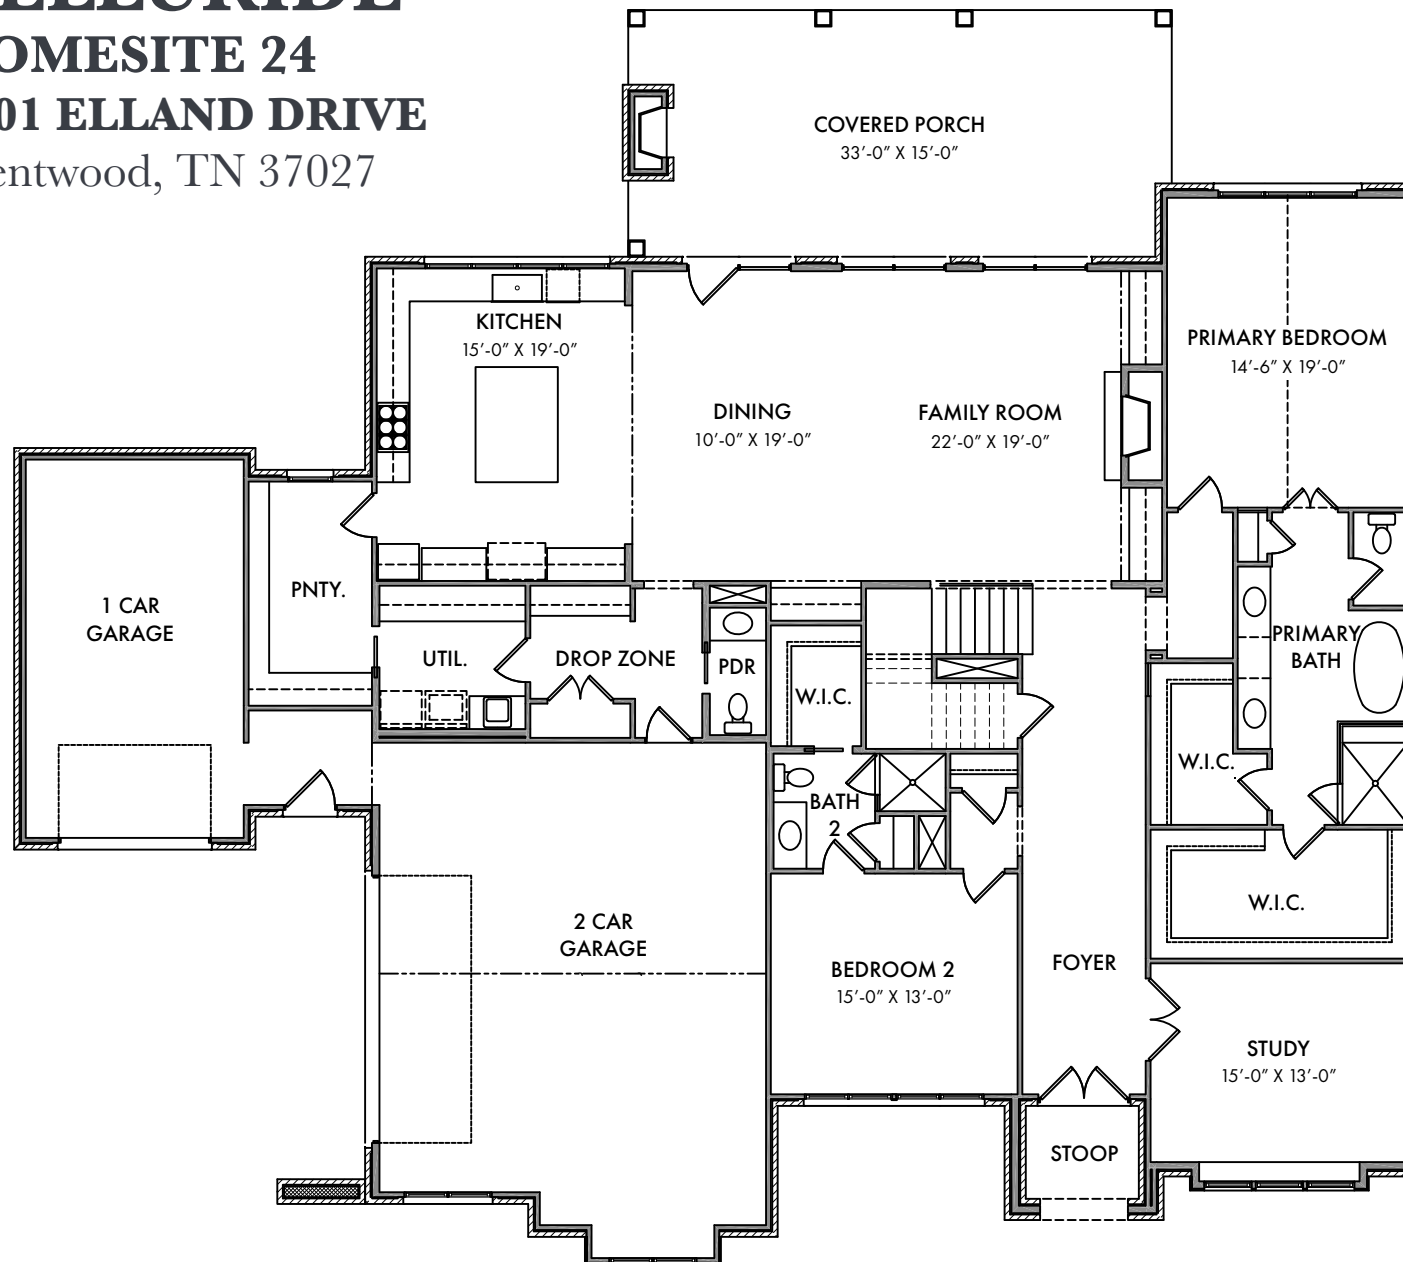 OMESITE 24
01 ELLAND DRIVE
entwood, TN 37027
COVERED PORCH
33'-0" X 15'-0"
KITCHEN
15'-0" X 19'-0"
PRIMARY BEDROOM
14'-6" X 19'-0"
DINING
10'-0" X 19'-0"
FAMILY ROOM
22'-0" X 19'-0"
1 CAR
GARAGE
PNTY.
UTIL.
DROP ZONE
PDR
W.I.C.
PRIMARY
BATH
W.I.C.
BATH
2
W.I.C.
2 CAR
GARAGE
BEDROOM 2
15'-0" X 13'-0"
FOYER
STUDY
15'-0" X 13'-0"
STOOP